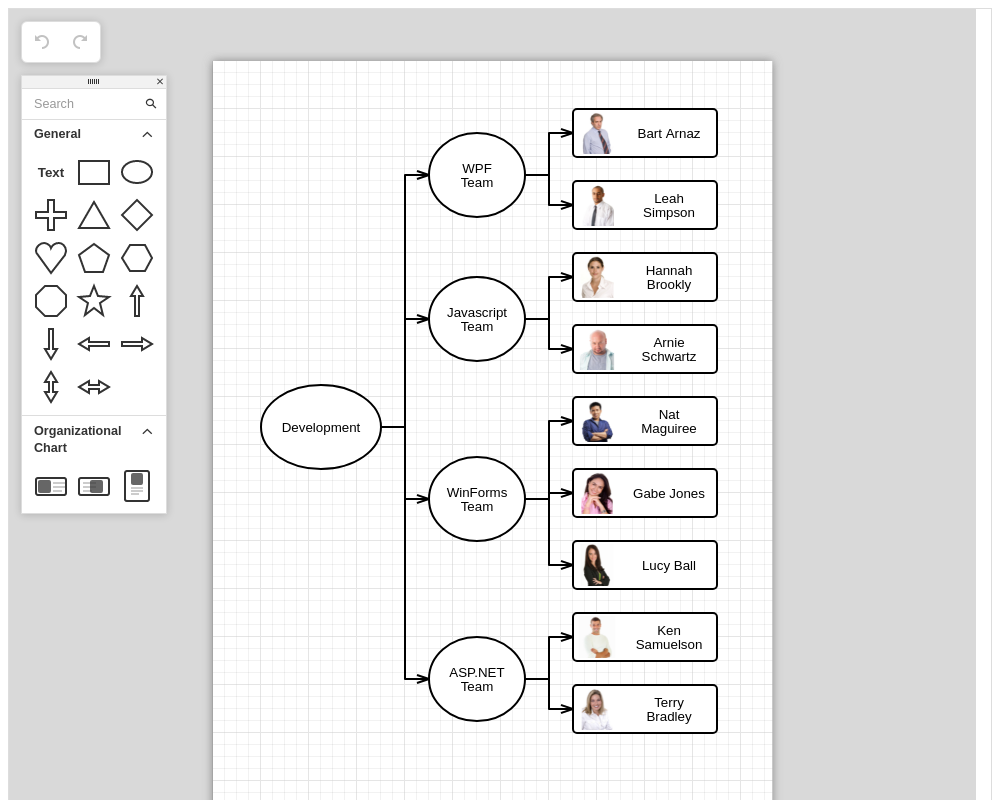 Search
General
Text
Organizational
Chart
Development
WPF
Team
Javascript
Team
WinForms
Team
ASP.NET
Team
Bart Arnaz
Leah
Simpson
Hannah
Brookly
Arnie
Schwartz
Nat
Maguiree
Gabe Jones
Lucy Ball
Ken
Samuelson
Terry
Bradley